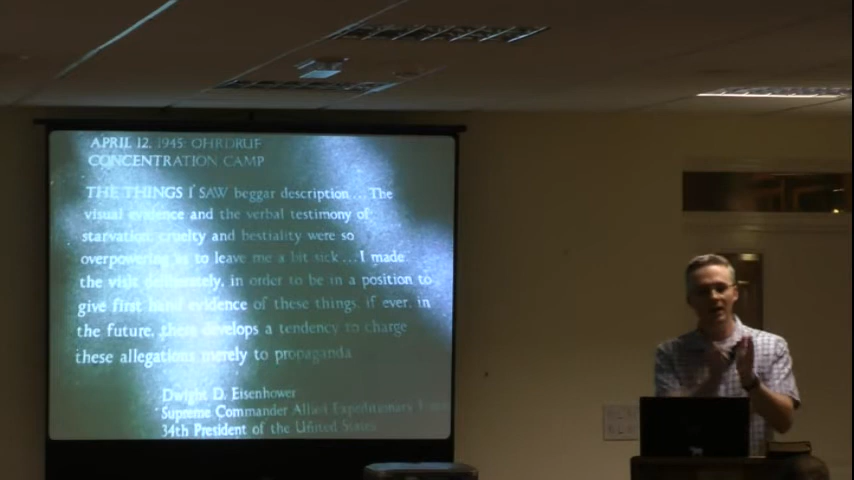 APRIL 12, 1945: OHRDRUF
CONCENTRATION CAMP
THE THINGS I SAW beggar description... The
visual evidence and the verbal testimony of
starvation, cruelty and bestiality were so
overpowering as to leave me a bit sick... I made
the visit deliberately, in order to be in a position to
give first hand evidence of these things, if ever, in
the future, there develops a tendency to charge
these allegations merely to propaganda.
Dwight D. Eisenhower
Supreme Commander Allied Expeditionary Force
34th President of the United States